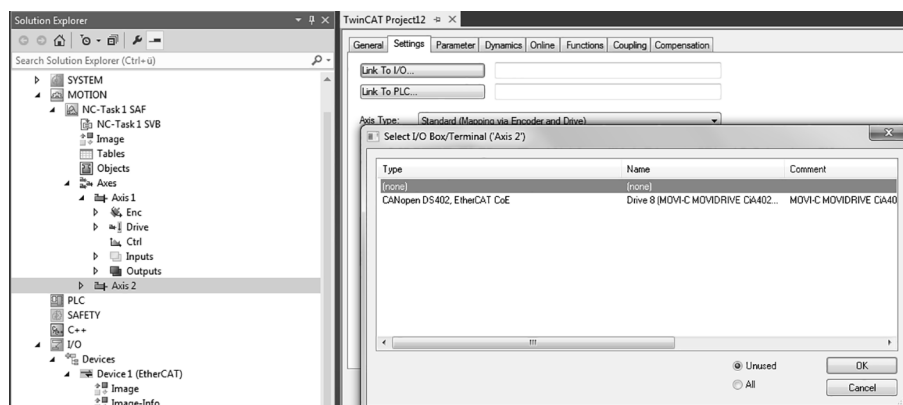 Solution Explorer
Search Solution Explorer (Ctrl+ü)
SYSTEM
MOTION
NC-Task 1 SAF
NC-Task 1 SVB
Image
Tables
Objects
Axes
Axis 1
Enc
Drive
Ctrl
Inputs
Outputs
Axis 2
PLC
SAFETY
C++
I/O
Devices
Device 1 (EtherCAT)
Image
Image-Info
TwinCAT Project12
General Settings Parameter Dynamics Online Functions Coupling Compensation
Link To I/O...
Link To PLC...
Axis Type: Standard (Mapping via Encoder and Drive)
Select I/O Box/Terminal ('Axis 2')
Type Name Comment
(none) (none)
CANopen DS402, EtherCAT CoE Drive 8 (MOVI-C MOVIDRIVE CiA402... MOVI-C MOVIDRIVE CiA40
Unused
All
OK
Cancel